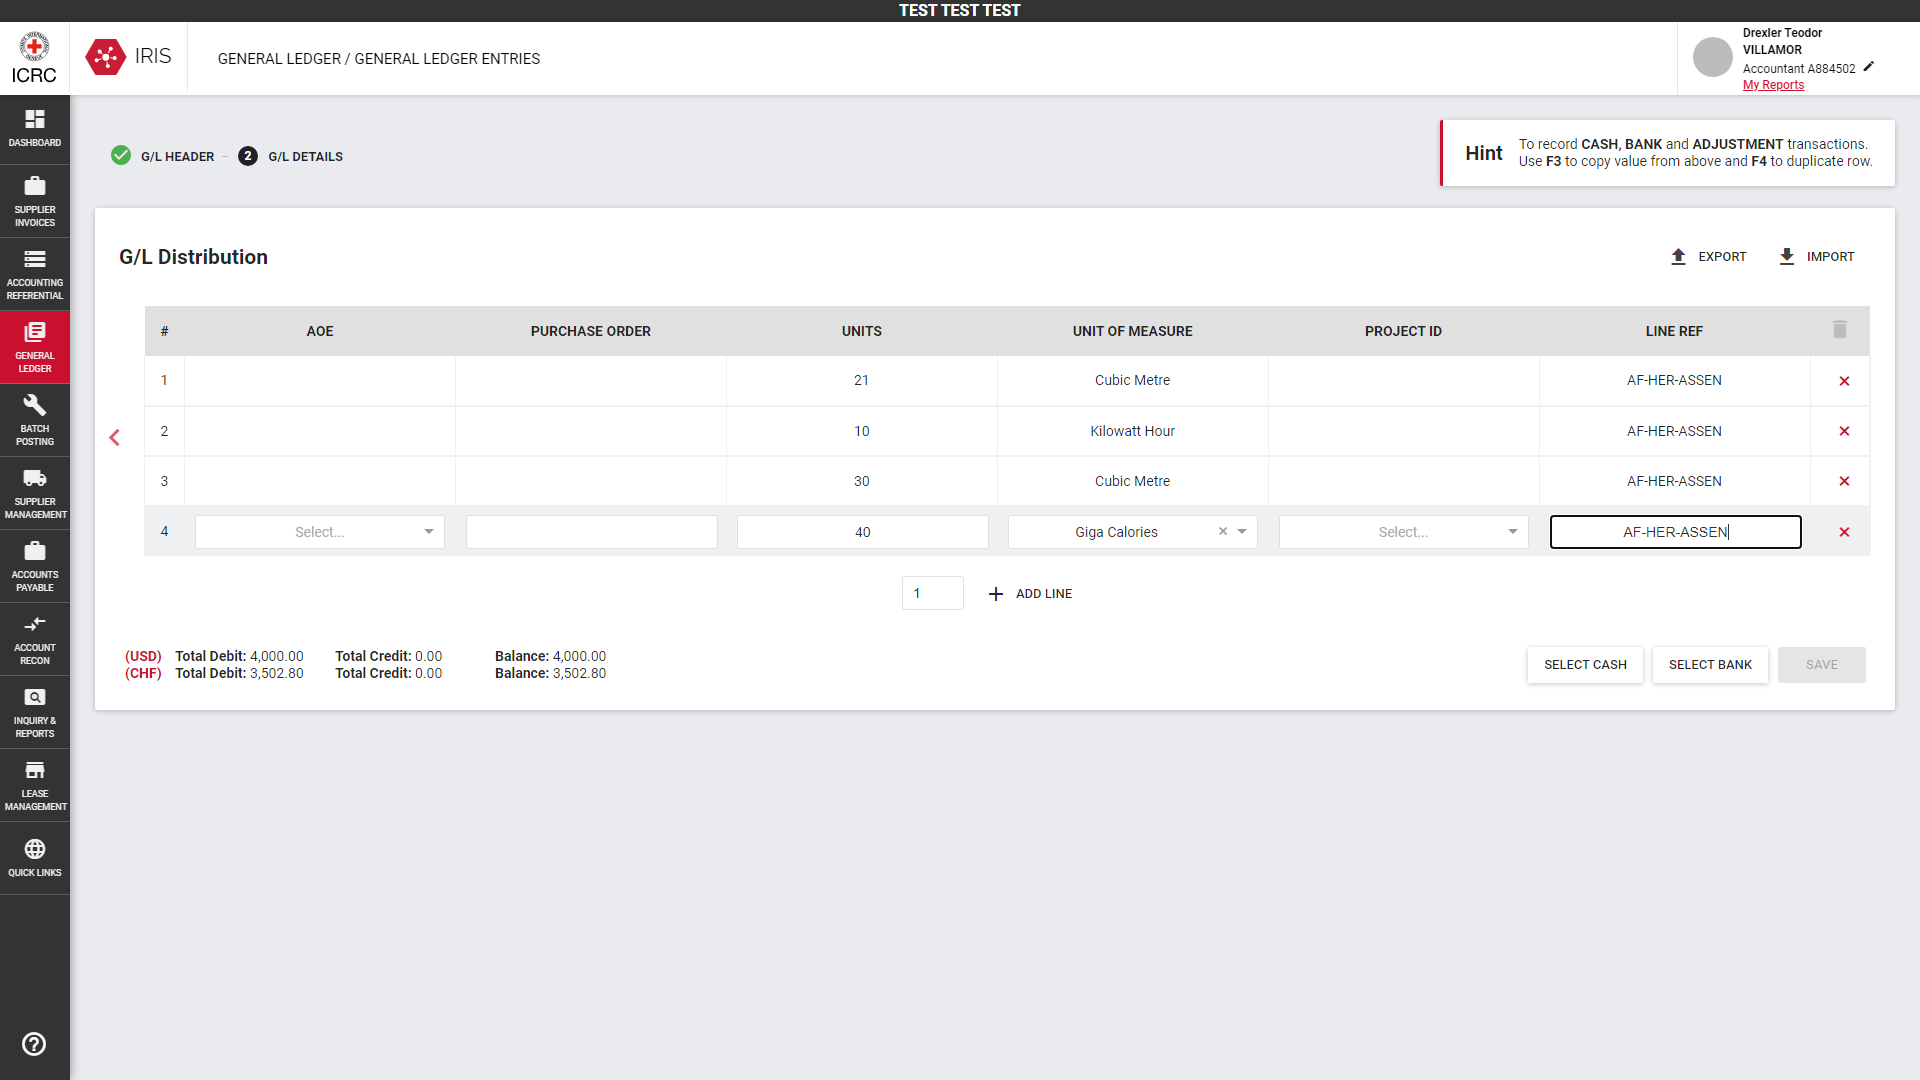 TEST TEST TEST
ICRC
IRIS
GENERAL LEDGER / GENERAL LEDGER ENTRIES
Drexler Teodor
VILLAMOR
Accountant A884502
My Reports
DASHBOARD
SUPPLIER
INVOICES
ACCOUNTING
REFERENTIAL
GENERAL
LEDGER
BATCH
POSTING
SUPPLIER
MANAGEMENT
ACCOUNTS
PAYABLE
ACCOUNT
RECON
INQUIRY &
REPORTS
LEASE
MANAGEMENT
QUICK LINKS
G/L HEADER – 2 G/L DETAILS
Hint
To record CASH, BANK and ADJUSTMENT transactions.
Use F3 to copy value from above and F4 to duplicate row.
G/L Distribution
EXPORT IMPORT
# AOE PURCHASE ORDER UNITS UNIT OF MEASURE PROJECT ID LINE REF
1 21 Cubic Metre AF-HER-ASSEN
2 10 Kilowatt Hour AF-HER-ASSEN
3 30 Cubic Metre AF-HER-ASSEN
4 Select... 40 Giga Calories Select... AF-HER-ASSEN
1 ADD LINE
(USD) Total Debit: 4,000.00 Total Credit: 0.00 Balance: 4,000.00
(CHF) Total Debit: 3,502.80 Total Credit: 0.00 Balance: 3,502.80
SELECT CASH SELECT BANK SAVE